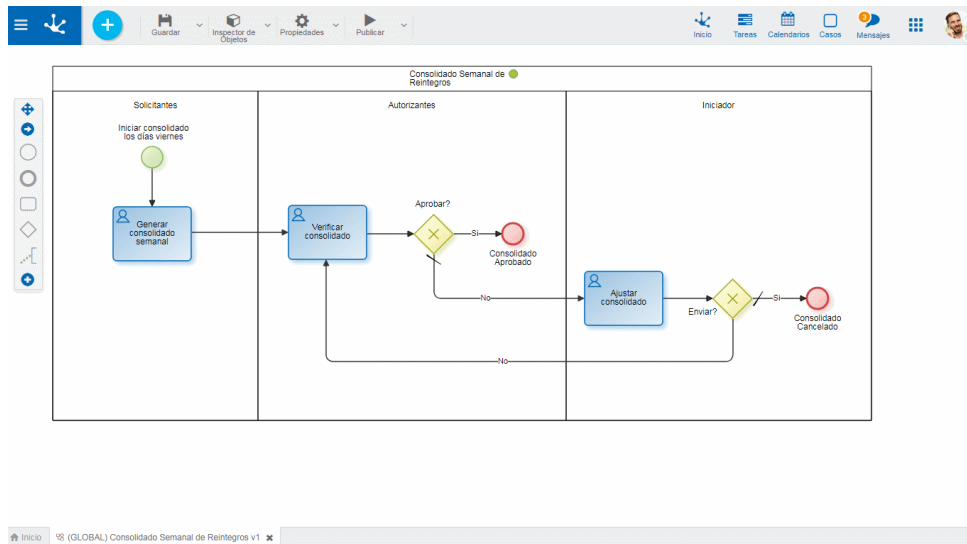 Guardar
Inspector de
Objetos
Propiedades
Publicar
Inicio
Tareas
Calendarios
Casos
3
Mensajes
Consolidado Semanal de
Reintegros
Solicitantes
Autorizantes
Iniciador
Iniciar consolidado
los días viernes
Generar
consolidado
semanal
Verificar
consolidado
Aprobar?
Si
Consolidado
Aprobado
No
Ajustar
consolidado
Enviar?
Si
Consolidado
Cancelado
No
Inicio
(GLOBAL) Consolidado Semanal de Reintegros v1